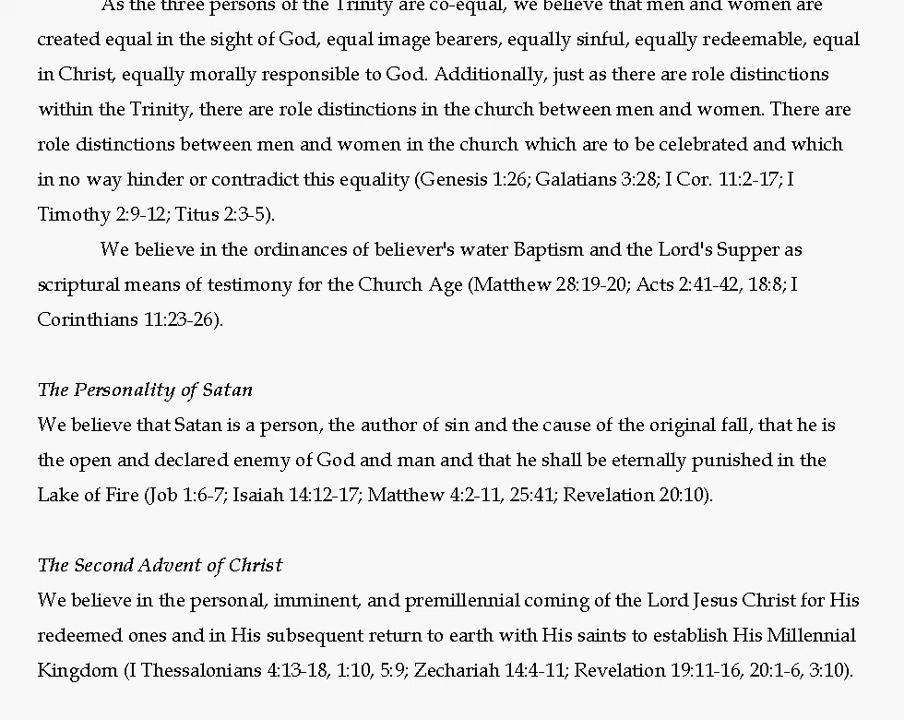 As the three persons of the Trinity are co-equal, we believe that men and women are
created equal in the sight of God, equal image bearers, equally sinful, equally redeemable, equal
in Christ, equally morally responsible to God. Additionally, just as there are role distinctions
within the Trinity, there are role distinctions in the church between men and women. There are
role distinctions between men and women in the church which are to be celebrated and which
in no way hinder or contradict this equality (Genesis 1:26; Galatians 3:28; I Cor. 11:2-17; I
Timothy 2:9-12; Titus 2:3-5).
We believe in the ordinances of believer's water Baptism and the Lord's Supper as
scriptural means of testimony for the Church Age (Matthew 28:19-20; Acts 2:41-42, 18:8; I
Corinthians 11:23-26).
The Personality of Satan
We believe that Satan is a person, the author of sin and the cause of the original fall, that he is
the open and declared enemy of God and man and that he shall be eternally punished in the
Lake of Fire (Job 1:6-7; Isaiah 14:12-17; Matthew 4:2-11, 25:41; Revelation 20:10).
The Second Advent of Christ
We believe in the personal, imminent, and premillennial coming of the Lord Jesus Christ for His
redeemed ones and in His subsequent return to earth with His saints to establish His Millennial
Kingdom (I Thessalonians 4:13-18, 1:10, 5:9; Zechariah 14:4-11; Revelation 19:11-16, 20:1-6, 3:10).